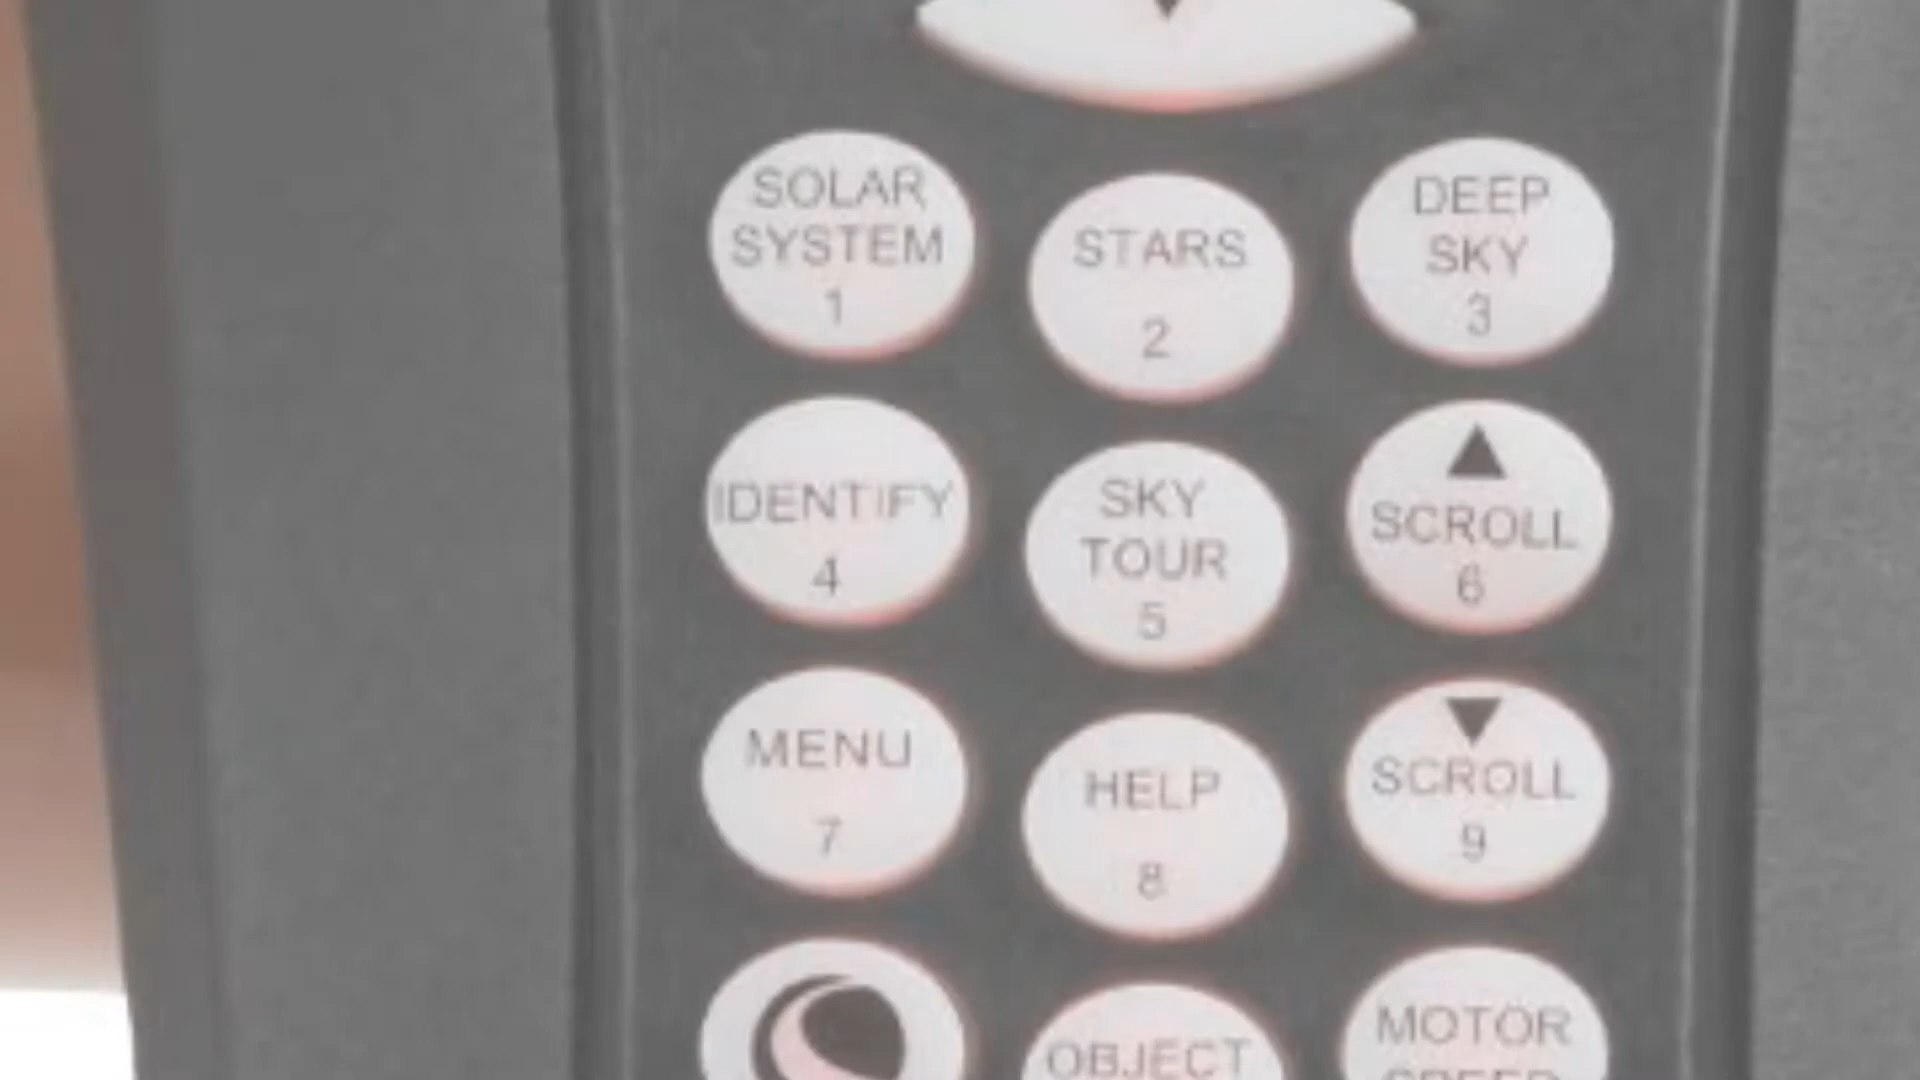 SOLAR
SYSTEM
1
STARS
2
DEEP
SKY
3
IDENTIFY
4
SKY
TOUR
5
SCROLL
6
MENU
7
HELP
8
SCROLL
9
OBJECT
MOTOR
SPEED